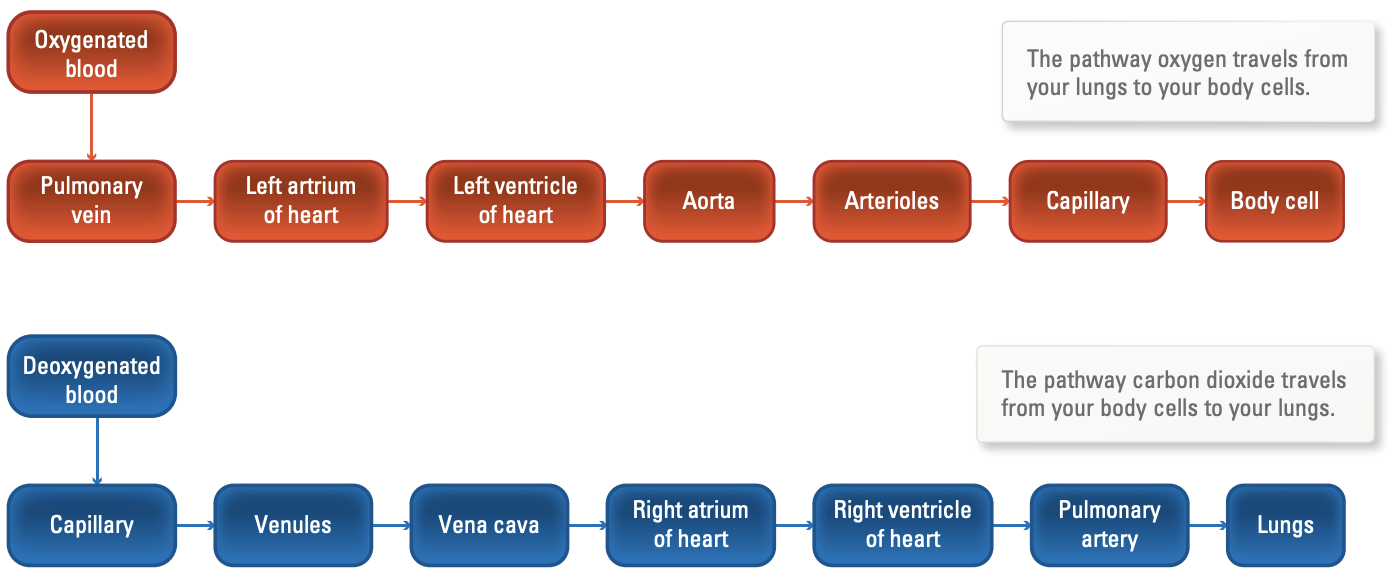 Oxygenated
blood
The pathway oxygen travels from
your lungs to your body cells.
Pulmonary
vein
Left artrium
of heart
Left ventricle
of heart
Aorta
Arterioles
Capillary
Body cell
Deoxygenated
blood
The pathway carbon dioxide travels
from your body cells to your lungs.
Capillary
Venules
Vena cava
Right atrium
of heart
Right ventricle
of heart
Pulmonary
artery
Lungs